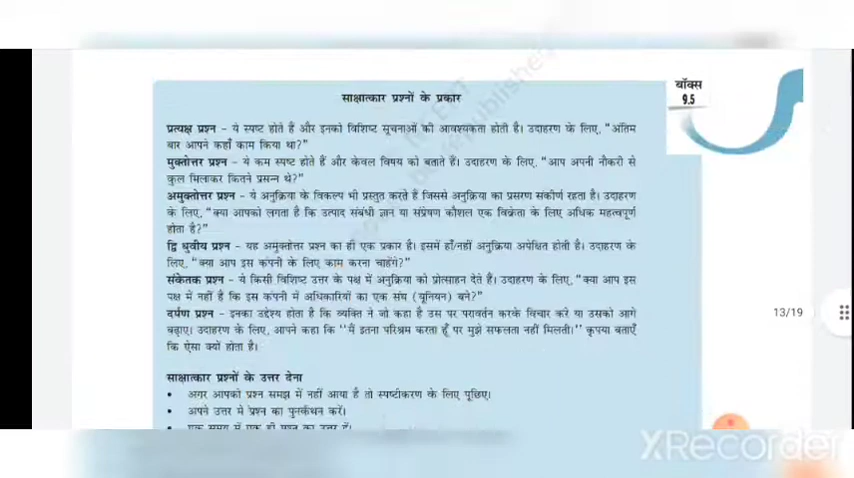 साक्षात्कार प्रश्नों के प्रकार
बॉक्स
9.5
प्रत्यक्ष प्रश्न – ये स्पष्ट होते हैं और इनको विशिष्ट सूचनाओं की आवश्यकता होती है। उदाहरण के लिए, “अंतिम
बार आपने कहाँ काम किया था?”
मुक्तोत्तर प्रश्न – ये कम स्पष्ट होते हैं और केवल विषय को बताते हैं। उदाहरण के लिए, “आप अपनी नौकरी से
कुल मिलाकर कितने प्रसन्न थे?”
अमुक्तोत्तर प्रश्न – ये अनुक्रिया के विकल्प भी प्रस्तुत करते हैं जिससे अनुक्रिया का प्रसरण संकीर्ण रहता है। उदाहरण
के लिए, “क्या आपको लगता है कि उत्पाद संबंधी ज्ञान या संप्रेषण कौशल एक विक्रेता के लिए अधिक महत्वपूर्ण
होता है?”
द्वि ध्रुवीय प्रश्न – यह अमुक्तोत्तर प्रश्न का ही एक प्रकार है। इसमें हाँ/नहीं अनुक्रिया अपेक्षित होती है। उदाहरण के
लिए, “क्या आप इस कंपनी के लिए काम करना चाहेंगे?”
संकेतक प्रश्न – ये किसी विशिष्ट उत्तर के पक्ष में अनुक्रिया को प्रोत्साहन देते हैं। उदाहरण के लिए, “क्या आप इस
पक्ष में नहीं है कि इस कंपनी में अधिकारियों का एक संघ (यूनियन) बने?”
दर्पण प्रश्न – इनका उद्देश्य होता है कि व्यक्ति ने जो कहा है उस पर परावर्तन करके विचार करे या उसको आगे
बढ़ाए। उदाहरण के लिए, आपने कहा कि “मैं इतना परिश्रम करता हूँ पर मुझे सफलता नहीं मिलती।” कृपया बताएँ
कि ऐसा क्यों होता है।
13/19
साक्षात्कार प्रश्नों के उत्तर देना
• अगर आपको प्रश्न समझ में नहीं आया है तो स्पष्टीकरण के लिए पूछिए।
• अपने उत्तर में प्रश्न का पुनर्कथन करें।
• एक समय में एक ही प्रश्न का उत्तर दें।
XRecorder